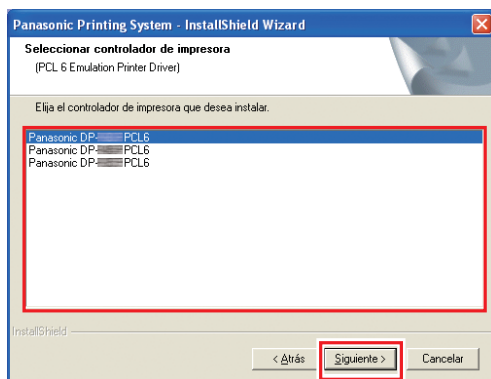 Panasonic Printing System - InstallShield Wizard
Seleccionar controlador de impresora
(PCL 6 Emulation Printer Driver)
Elija el controlador de impresora que desea instalar.
Panasonic DP- PCL6
Panasonic DP- PCL6
Panasonic DP- PCL6
InstallShield
< Atrás Siguiente > Cancelar